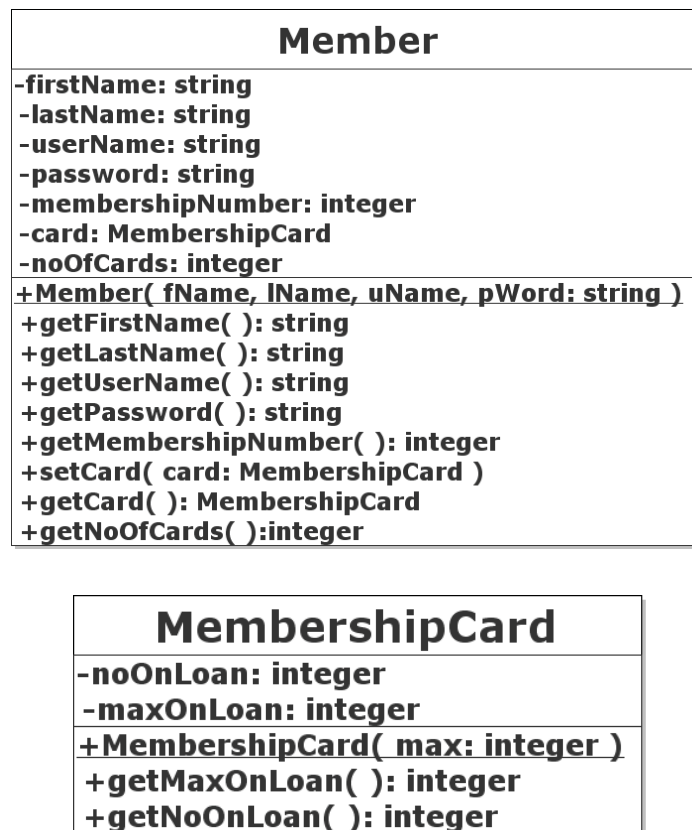 Member
-firstName: string
-lastName: string
-userName: string
-password: string
-membershipNumber: integer
-card: MembershipCard
-noOfCards: integer
+Member( fName, lName, uName, pWord: string )
+getFirstName( ): string
+getLastName( ): string
+getUserName( ): string
+getPassword( ): string
+getMembershipNumber( ): integer
+setCard( card: MembershipCard )
+getCard( ): MembershipCard
+getNoOfCards( ):integer
MembershipCard
-noOnLoan: integer
-maxOnLoan: integer
+MembershipCard( max: integer )
+getMaxOnLoan( ): integer
+getNoOnLoan( ): integer